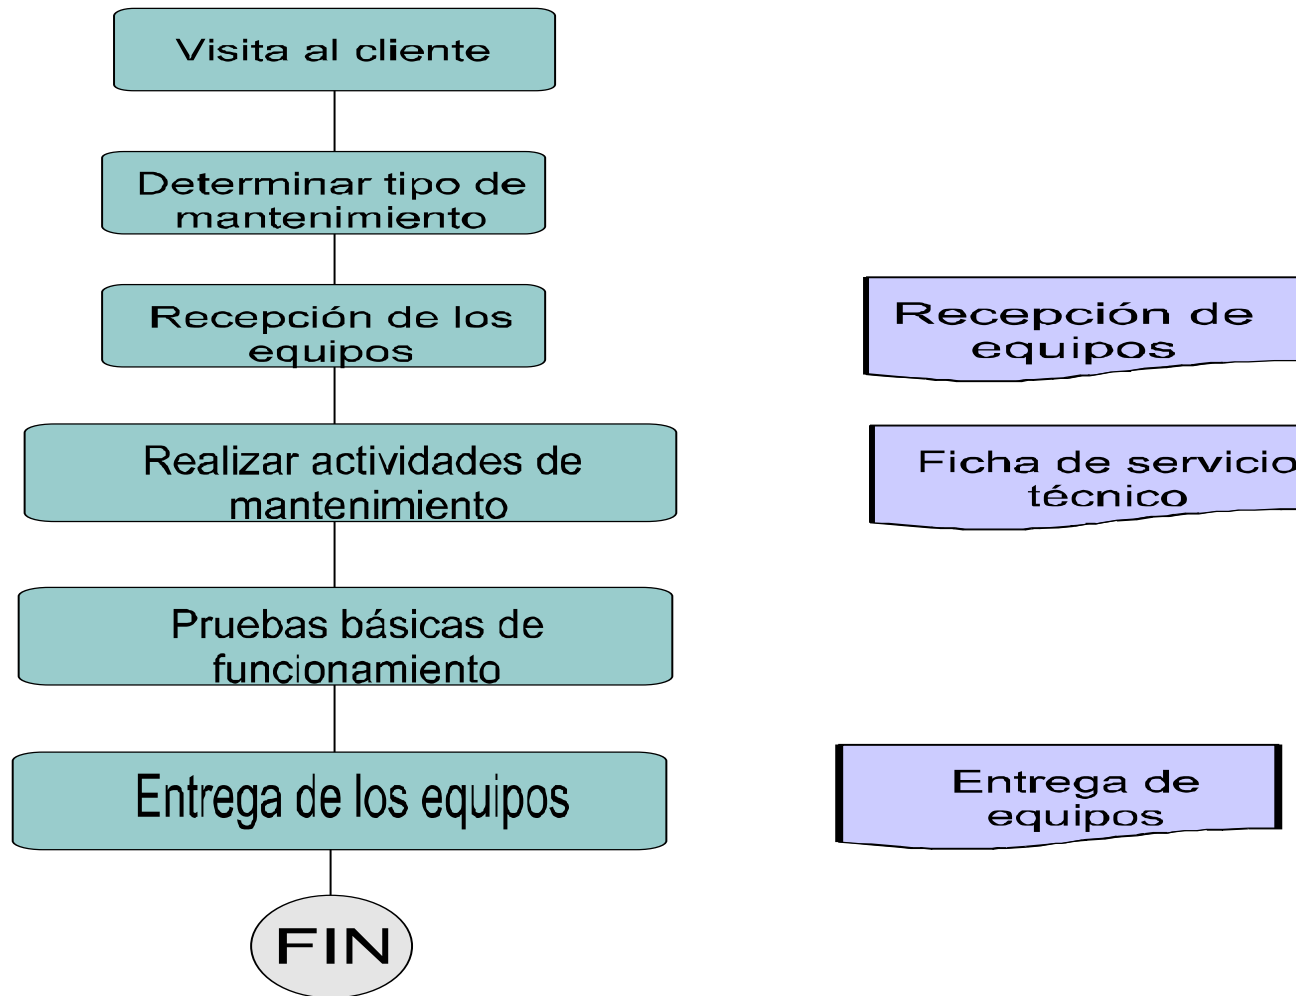 Visita al cliente
Determinar tipo de
mantenimiento
Recepción de los
equipos
Recepción de
equipos
Realizar actividades de
mantenimiento
Ficha de servicio
técnico
Pruebas básicas de
funcionamiento
Entrega de los equipos
Entrega de
equipos
FIN